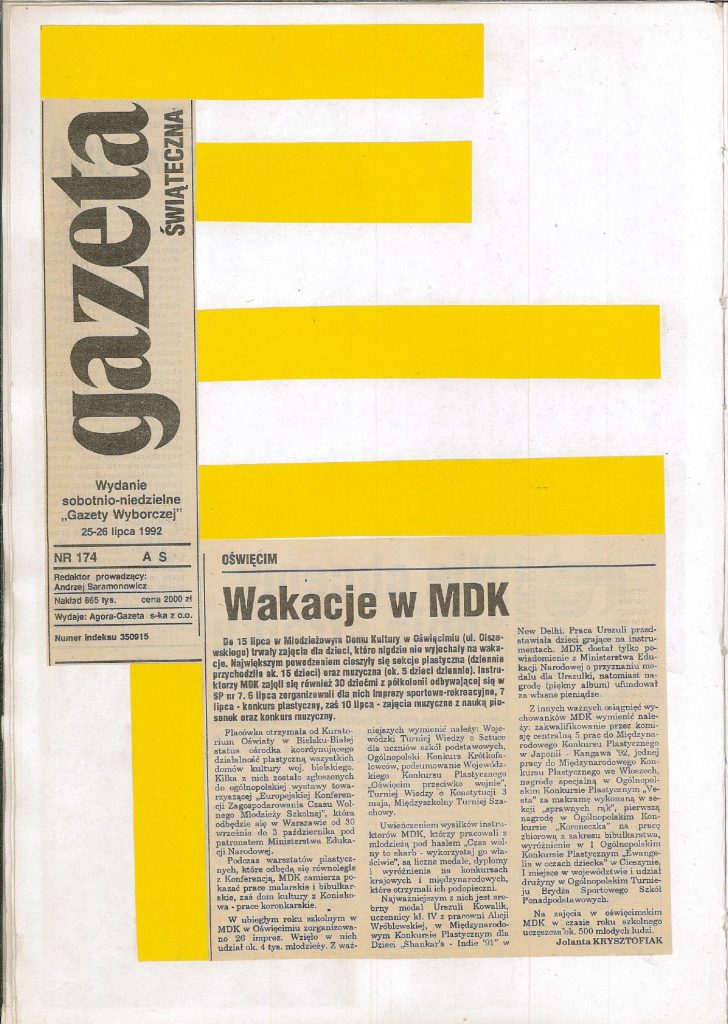 gazeta
ŚWIĄTECZNA
Wydanie
sobotnio-niedzielne
„Gazety Wyborczej”
25-26 lipca 1992
NR 174 A S
Redaktor prowadzący:
Andrzej Saramonowicz
Nakład 865 tys. cena 2000 zł
Wydaje: Agora-Gazeta s-ka z o.o.
Numer indeksu 350915
OŚWIĘCIM
Wakacje w MDK
Do 15 lipca w Młodzieżowym Domu Kultury w Oświęcimiu (ul. Olsze-
wskiego) trwały zajęcia dla dzieci, które nigdzie nie wyjechały na waka-
cje. Największym powodzeniem cieszyły się sekcje plastyczna (dziennie
przychodziło ok. 15 dzieci) oraz muzyczna (ok. 5 dzieci dziennie). Instru-
ktorzy MDK zajęli się również 30 dziećmi z półkolonii odbywającej się w
SP nr 7. 6 lipca zorganizowali dla nich imprezy sportowo-rekreacyjne, 7
lipca - konkurs plastyczny, zaś 10 lipca - zajęcia muzyczne z nauką pio-
senek oraz konkurs muzyczny.
Placówka otrzymała od Kurato-
rium Oświaty w Bielsku-Białej
status ośrodka koordynującego
działalność plastyczną wszystkich
domów kultury woj. bielskiego.
Kilka z nich zostało zgłoszonych
do ogólnopolskiej wystawy towa-
rzyszącej „Europejskiej Konferen-
cji Zagospodarowania Czasu Wol-
nego Młodzieży Szkolnej”, która
odbędzie się w Warszawie od 30
września do 3 października pod
patronatem Ministerstwa Eduka-
cji Narodowej.
Podczas warsztatów plastycz-
nych, które odbędą się równolegle
z Konferencją, MDK zamierza po-
kazać prace malarskie i bibułkar-
skie, zaś dom kultury z Koniako-
wa - prace koronkarskie.
W ubiegłym roku szkolnym w
MDK w Oświęcimiu zorganizowa-
no 26 imprez. Wzięło w nich
udział ok. 4 tys. młodzieży. Z waż-
niejszych wymienić należy: Woje-
wódzki Turniej Wiedzy o Sztuce
dla uczniów szkół podstawowych,
Ogólnopolski Konkurs Krótkofa-
lowców, podsumowanie Wojewódz-
kiego Konkursu Plastycznego
"Oświęcim przeciwko wojnie",
Turniej Wiedzy o Konstytucji 3
maja, Międzyszkolny Turniej Sza-
chowy.
Uwieńczeniem wysiłków instru-
ktorów MDK, którzy pracowali z
młodzieżą pod hasłem „Czas wol-
ny to skarb - wykorzystaj go wła-
ściwie”, są liczne medale, dyplomy
i wyróżnienia na konkursach
krajowych i międzynarodowych,
które otrzymali ich podopieczni.
Najważniejszym z nich jest sre-
brny medal Urszuli Kowalik,
uczennicy kl. IV z pracowni Alicji
Wróblewskiej, w Międzynarodo-
wym Konkursie Plastycznym dla
Dzieci „Shankar's - Indie '91” w
New Delhi. Praca Urszuli przed-
stawiała dzieci grające na instru-
mentach. MDK dostał tylko po-
wiadomienie z Ministerstwa Edu-
kacji Narodowej o przyznaniu me-
dalu dla Urszulki, natomiast na-
grodę (piękny album) ufundował
za własne pieniądze.
Z innych ważnych osiągnięć wy-
chowanków MDK wymienić nale-
ży: zakwalifikowanie przez komi-
sję centralną 5 prac do Między-
narodowego Konkursu Plastycznego
w Japonii - Kangawa '92, jednej
pracy do Międzynarodowego Kon-
kursu Plastycznego we Włoszech,
nagrodę specjalną w Ogólnopol-
skim Konkursie Plastycznym „Ve-
sta” za makramę wykonaną w se-
kcji „sprawnych rąk”, pierwszą
nagrodę w Ogólnopolskim Kon-
kursie „Koroneczka” na pracę
zbiorową z zakresu bibułkarstwa,
wyróżnienie w I Ogólnopolskim
Konkursie Plastycznym „Ewange-
lia w oczach dziecka” w Cieszynie,
I miejsce w województwie i udział
drużyny w Ogólnopolskim Turnie-
ju Brydża Sportowego Szkół
Ponadpodstawowych.
Na zajęcia w oświęcimskim
MDK w czasie roku szkolnego
uczęszcza ok. 500 młodych ludzi.
Jolanta KRYSZTOFIAK